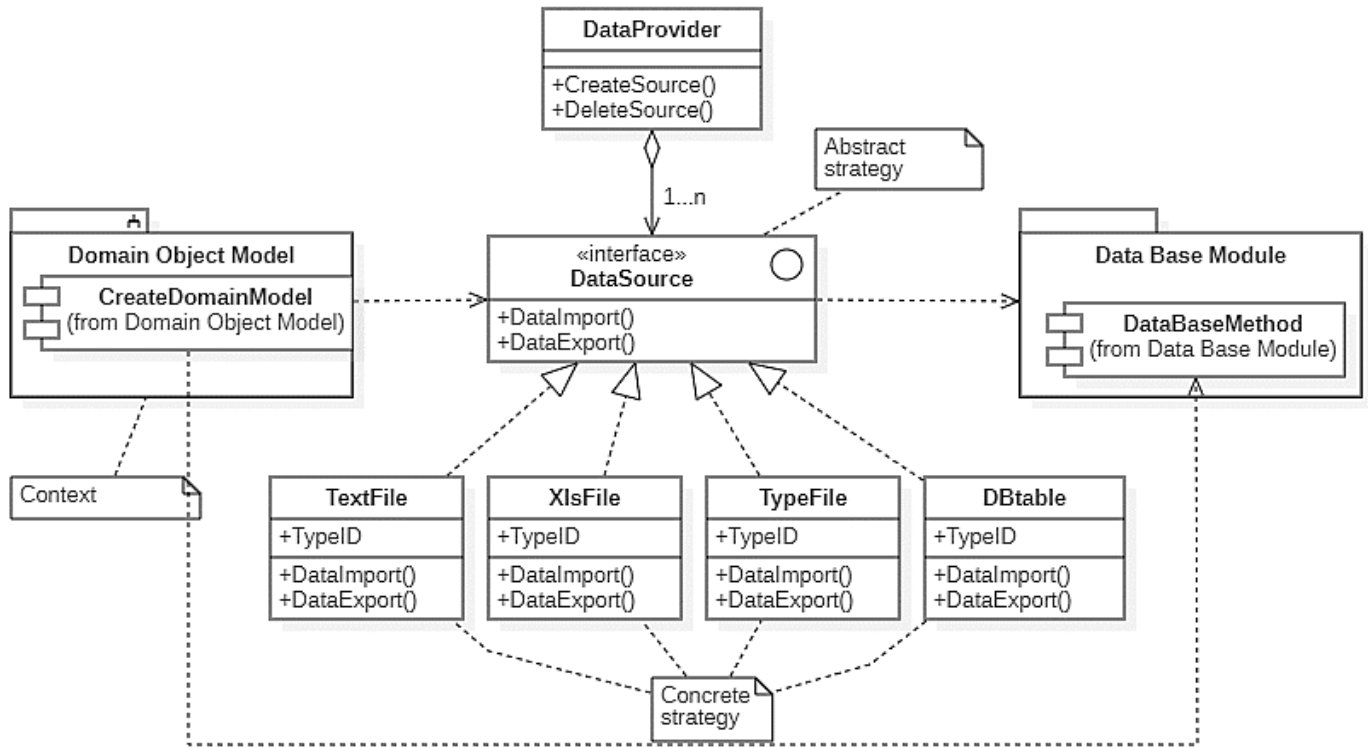 DataProvider
+CreateSource()
+DeleteSource()
Abstract
strategy
1...n
Domain Object Model
CreateDomainModel
(from Domain Object Model)
«interface»
DataSource
+DataImport()
+DataExport()
Data Base Module
DataBaseMethod
(from Data Base Module)
Context
TextFile
+TypeID
+DataImport()
+DataExport()
XlsFile
+TypeID
+DataImport()
+DataExport()
TypeFile
+TypeID
+DataImport()
+DataExport()
DBtable
+TypeID
+DataImport()
+DataExport()
Concrete
strategy